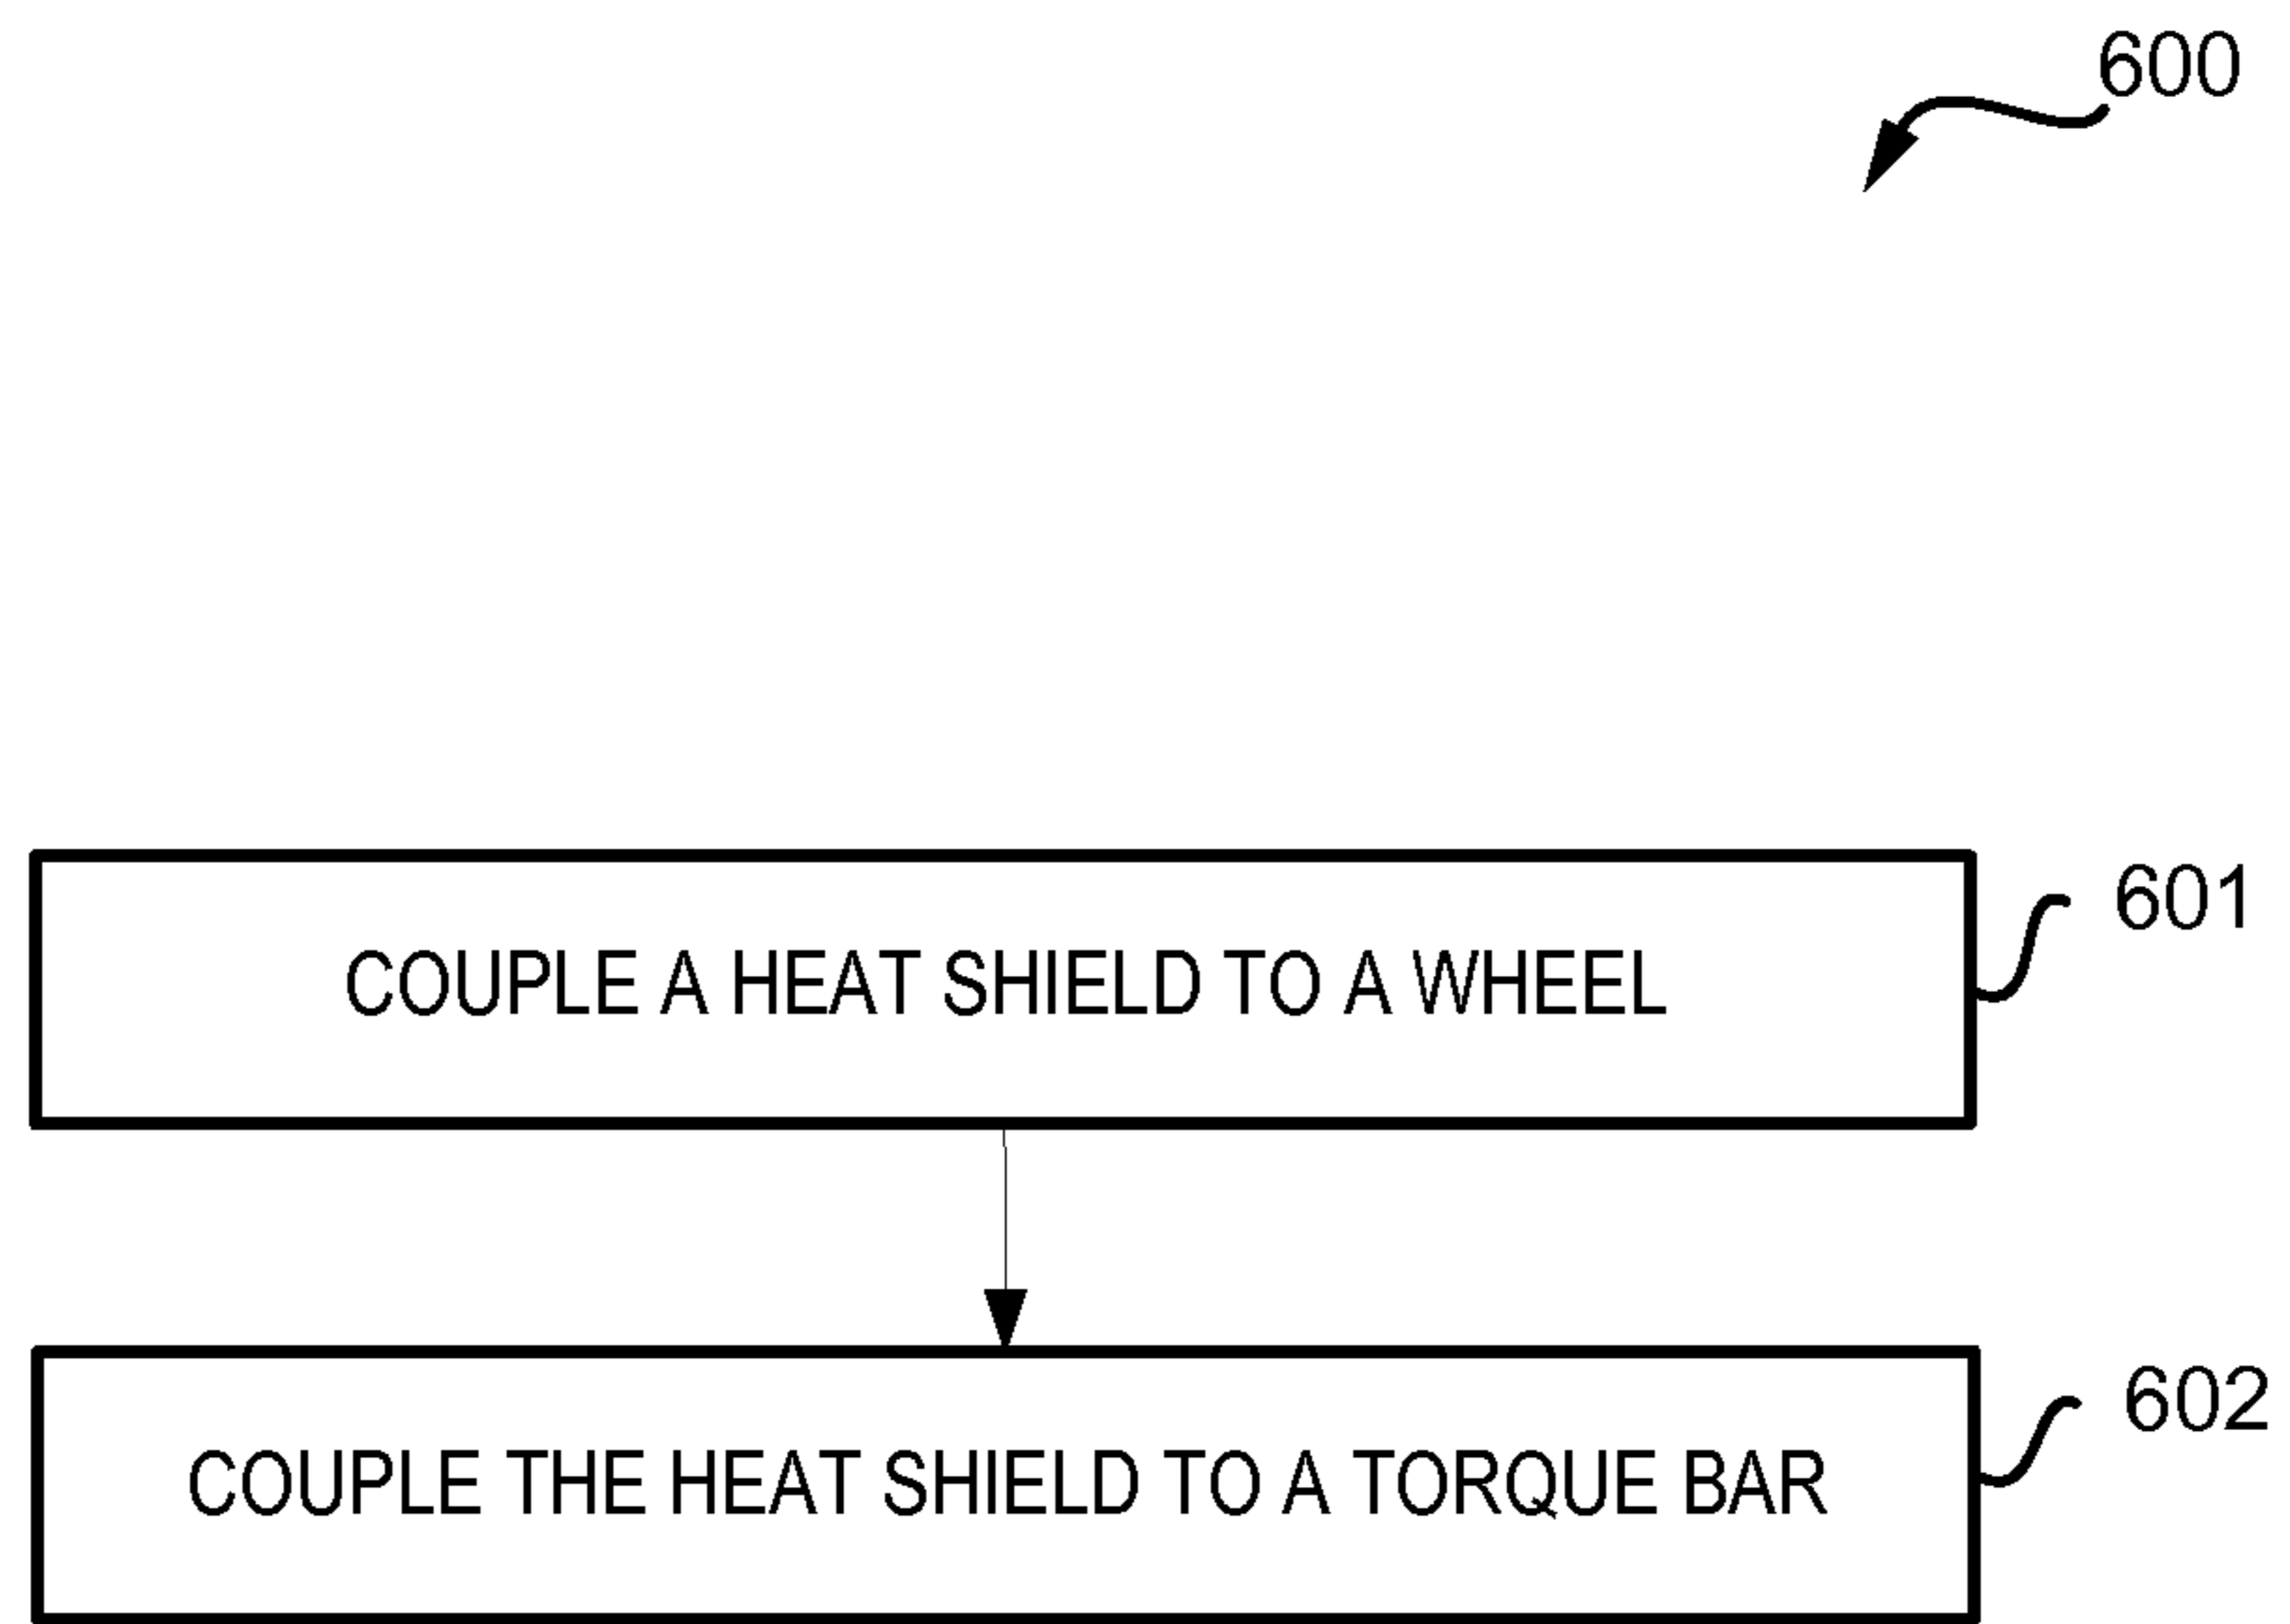 600
COUPLE A HEAT SHIELD TO A WHEEL
601
COUPLE THE HEAT SHIELD TO A TORQUE BAR
602